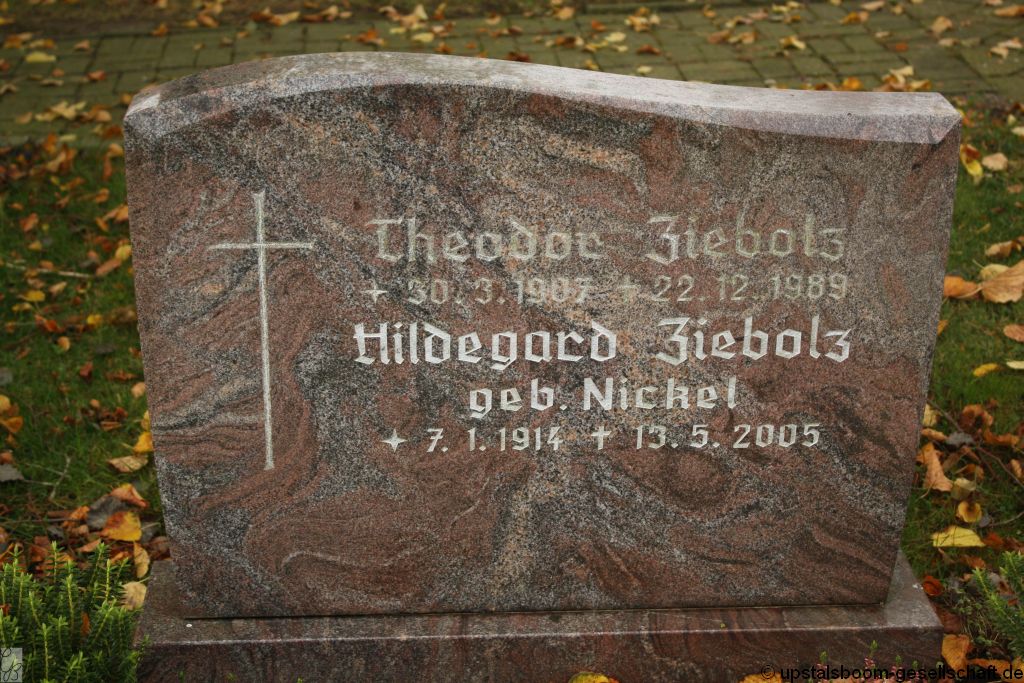 Theodor Ziebolz
✦ 30. 3. 1907 ✝ 22. 12. 1989
Hildegard Ziebolz
geb. Nickel
✦ 7. 1. 1914 ✝ 13. 5. 2005
© upstalsboom-gesellschaft.de